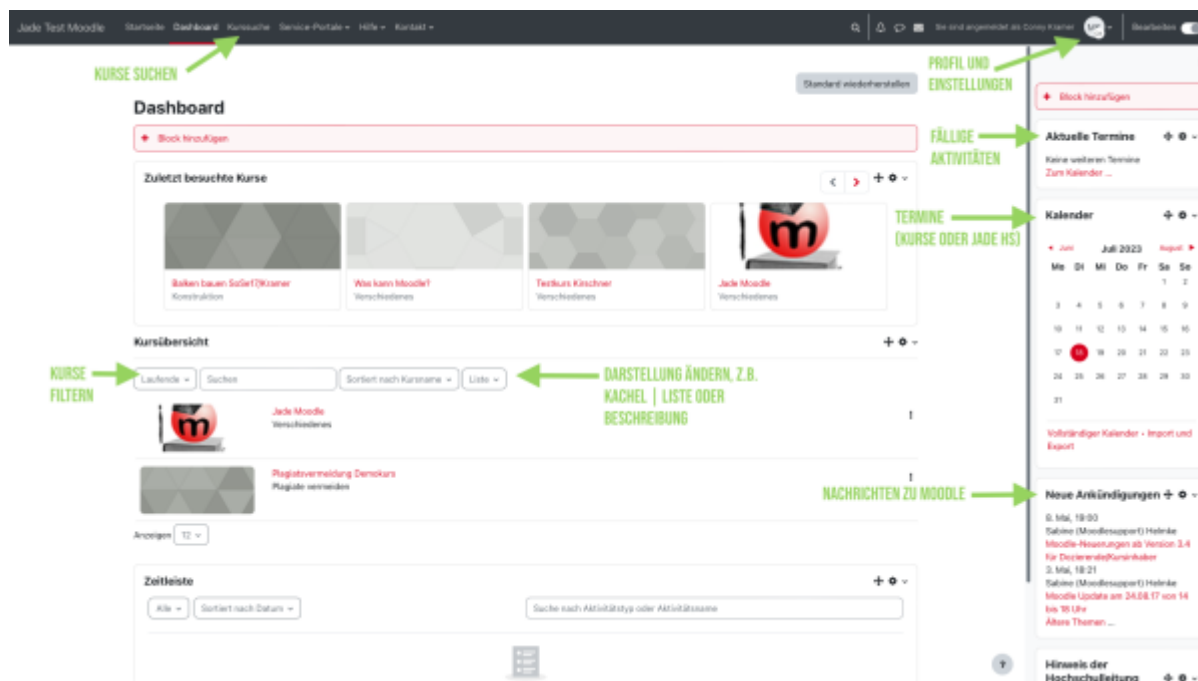 Jade Test Moodle Startseite Dashboard Kurssuche Service-Portale Hilfe Kontakt Sie sind angemeldet als Conny Kramer Bearbeiten
KURSE SUCHEN
PROFIL UND
EINSTELLUNGEN
Standard wiederherstellen
Dashboard
+ Block hinzufügen
Zuletzt besuchte Kurse
Balken bauen SoSe17/Kramer
Konstruktion
Was kann Moodle?
Verschiedenes
Testkurs Kirschner
Verschiedenes
m
Jade Moodle
Verschiedenes
Kursübersicht
KURSE
FILTERN
Laufende Suchen Sortiert nach Kursname Liste
DARSTELLUNG ÄNDERN, Z.B.
KACHEL | LISTE ODER
BESCHREIBUNG
m
Jade Moodle
Verschiedenes
Plagiatsvermeidung Demokurs
Plagiate vermeiden
Anzeigen 12
Zeitleiste
Alle Sortiert nach Datum Suche nach Aktivitätstyp oder Aktivitätsname
+ Block hinzufügen
FÄLLIGE
AKTIVITÄTEN
Aktuelle Termine
Keine weiteren Termine
Zum Kalender ...
TERMINE
(KURSE ODER JADE HS)
Kalender
◄ Juni Juli 2023 August ►
Mo Di Mi Do Fr Sa So
1 2
3 4 5 6 7 8 9
10 11 12 13 14 15 16
17 18 19 20 21 22 23
24 25 26 27 28 29 30
31
Vollständiger Kalender • Import und
Export
NACHRICHTEN ZU MOODLE
Neue Ankündigungen
8. Mai, 19:00
Sabine (Moodlesupport) Helmke
Moodle-Neuerungen ab Version 3.4
für Dozierende/Kursinhaber
3. Mai, 18:21
Sabine (Moodlesupport) Helmke
Moodle Update am 24.08.17 von 14
bis 18 Uhr
Ältere Themen ...
Hinweis der
Hochschulleitung